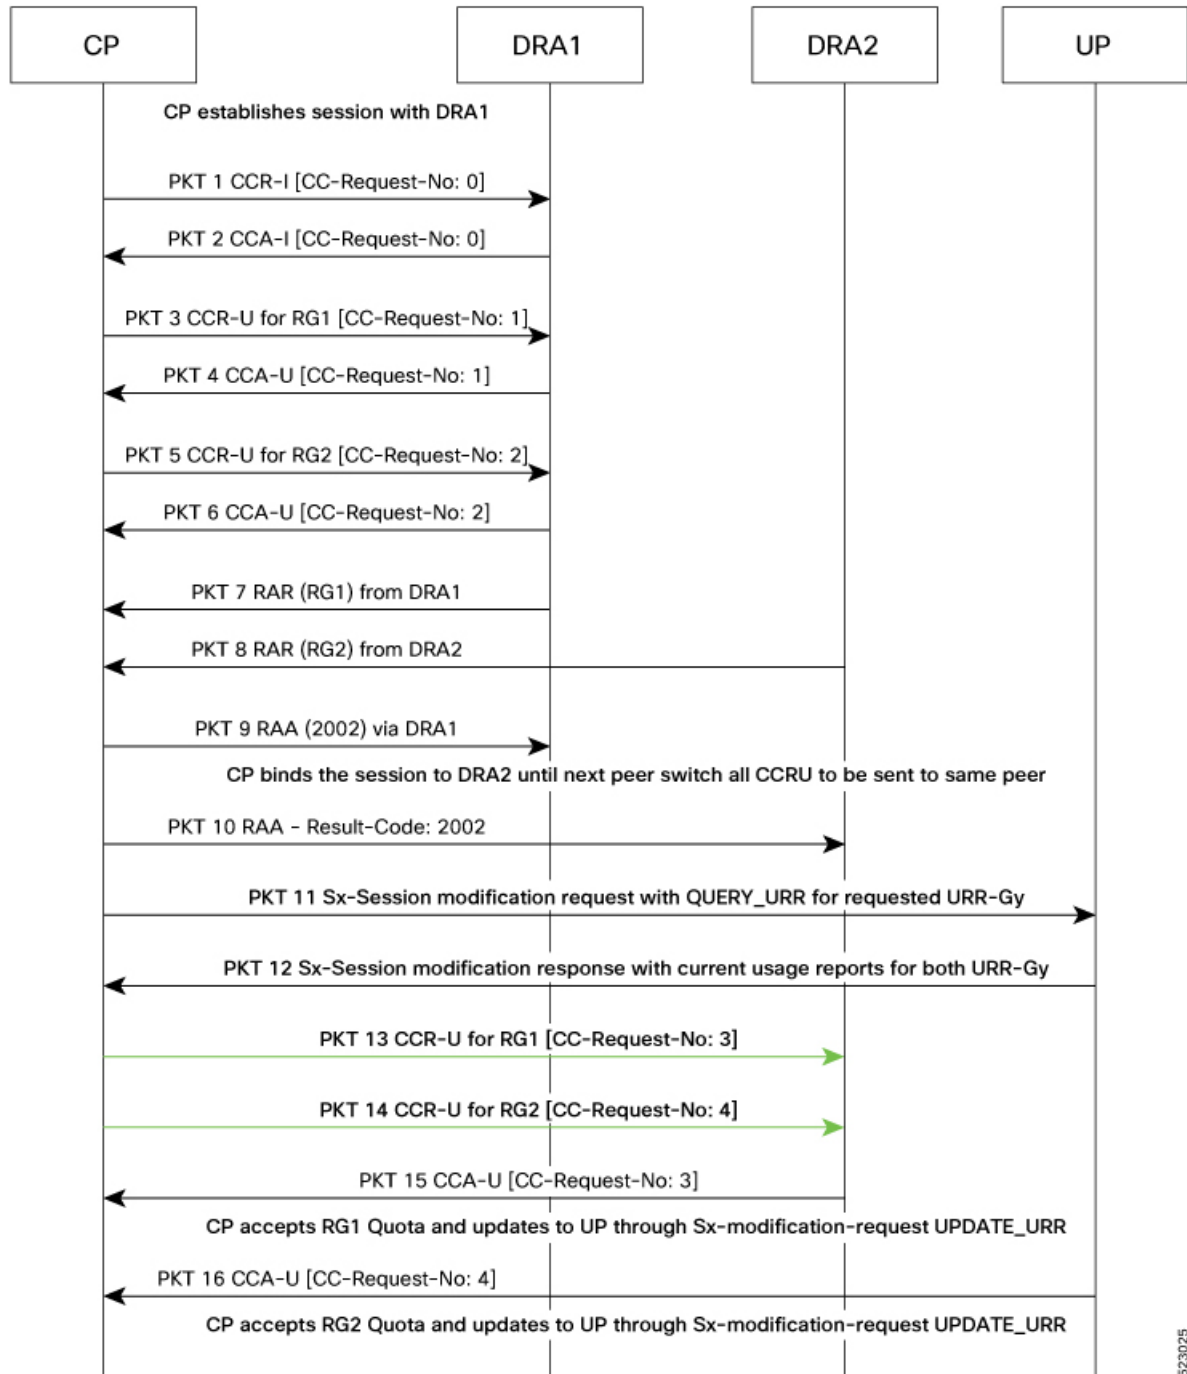 CP DRA1 DRA2 UP
CP establishes session with DRA1
PKT 1 CCR-I [CC-Request-No: 0]
PKT 2 CCA-I [CC-Request-No: 0]
PKT 3 CCR-U for RG1 [CC-Request-No: 1]
PKT 4 CCA-U [CC-Request-No: 1]
PKT 5 CCR-U for RG2 [CC-Request-No: 2]
PKT 6 CCA-U [CC-Request-No: 2]
PKT 7 RAR (RG1) from DRA1
PKT 8 RAR (RG2) from DRA2
PKT 9 RAA (2002) via DRA1
CP binds the session to DRA2 until next peer switch all CCRU to be sent to same peer
PKT 10 RAA - Result-Code: 2002
PKT 11 Sx-Session modification request with QUERY_URR for requested URR-Gy
PKT 12 Sx-Session modification response with current usage reports for both URR-Gy
PKT 13 CCR-U for RG1 [CC-Request-No: 3]
PKT 14 CCR-U for RG2 [CC-Request-No: 4]
PKT 15 CCA-U [CC-Request-No: 3]
CP accepts RG1 Quota and updates to UP through Sx-modification-request UPDATE_URR
PKT 16 CCA-U [CC-Request-No: 4]
CP accepts RG2 Quota and updates to UP through Sx-modification-request UPDATE_URR
523025